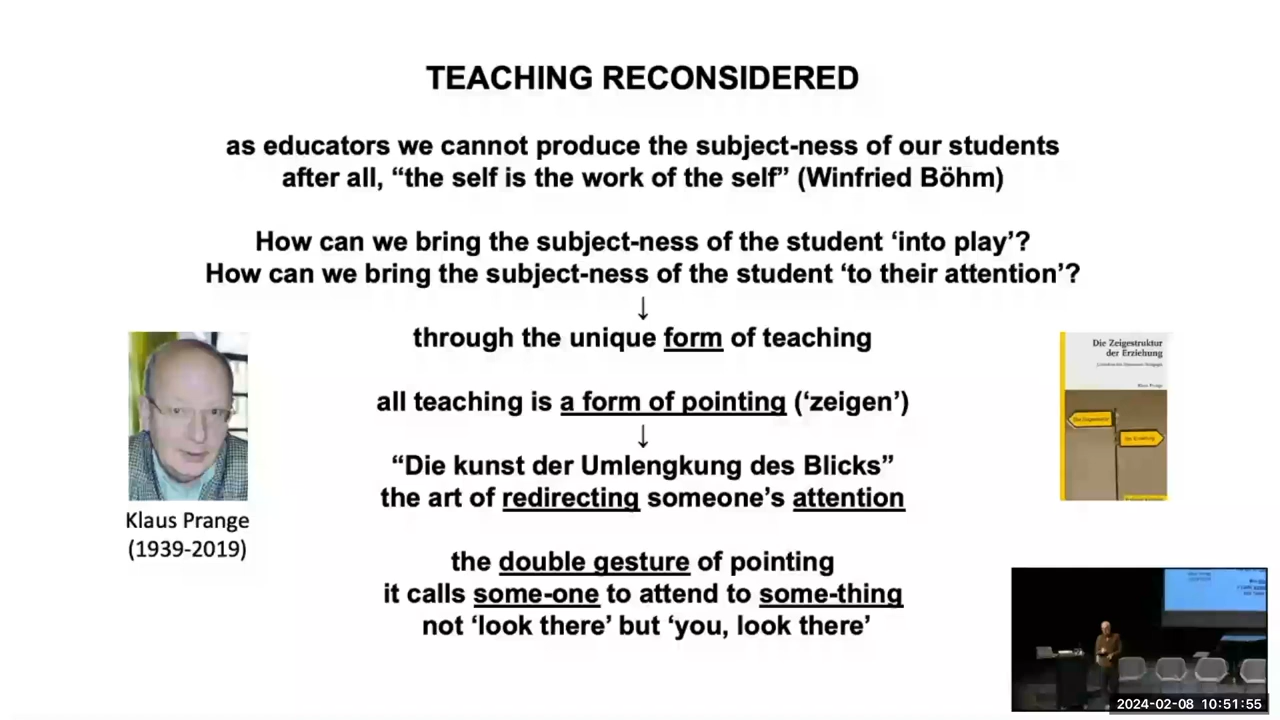 TEACHING RECONSIDERED
as educators we cannot produce the subject-ness of our students
after all, “the self is the work of the self” (Winfried Böhm)
How can we bring the subject-ness of the student ‘into play’?
How can we bring the subject-ness of the student ‘to their attention’?
↓
through the unique form of teaching
all teaching is a form of pointing (‘zeigen’)
↓
“Die kunst der Umlengkung des Blicks”
the art of redirecting someone’s attention
the double gesture of pointing
it calls some-one to attend to some-thing
not ‘look there’ but ‘you, look there’
Klaus Prange
(1939-2019)
Die Zeigestruktur
der Erziehung
Klaus Prange
2024-02-08 10:51:55